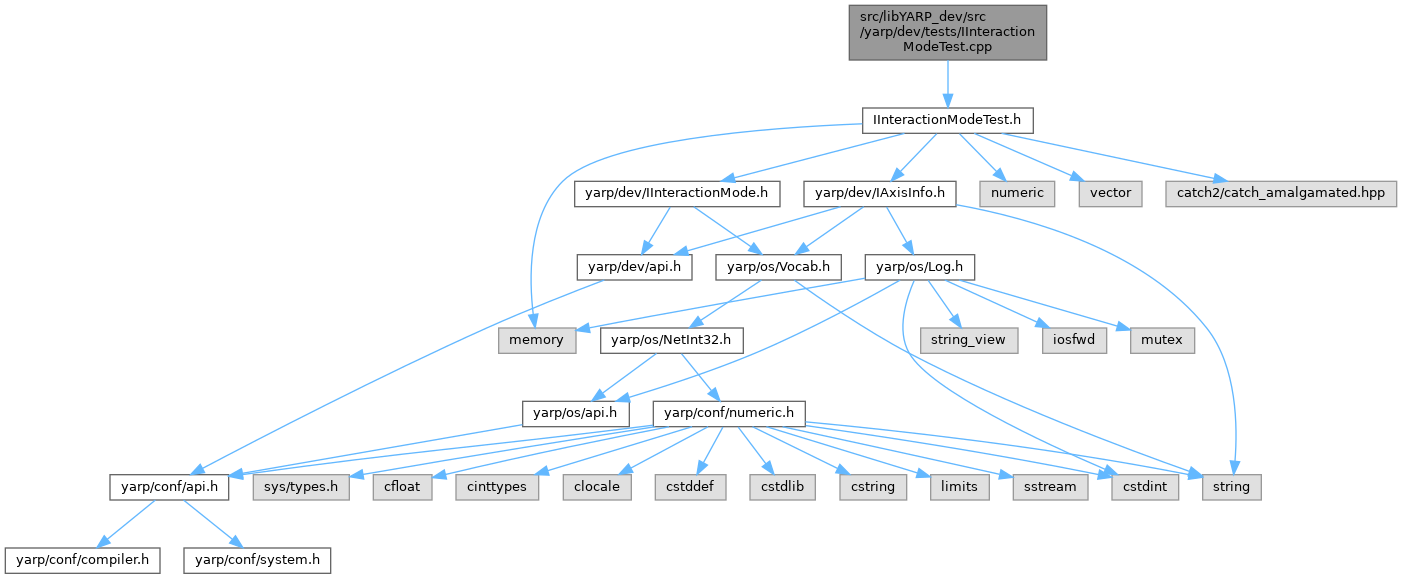 src/libYARP_dev/src
/yarp/dev/tests/IInteraction
ModeTest.cpp
IInteractionModeTest.h
yarp/dev/IInteractionMode.h
yarp/dev/IAxisInfo.h
numeric
vector
catch2/catch_amalgamated.hpp
yarp/dev/api.h
yarp/os/Vocab.h
yarp/os/Log.h
memory
yarp/os/NetInt32.h
string_view
iosfwd
mutex
yarp/os/api.h
yarp/conf/numeric.h
yarp/conf/api.h
sys/types.h
cfloat
cinttypes
clocale
cstddef
cstdlib
cstring
limits
sstream
cstdint
string
yarp/conf/compiler.h
yarp/conf/system.h